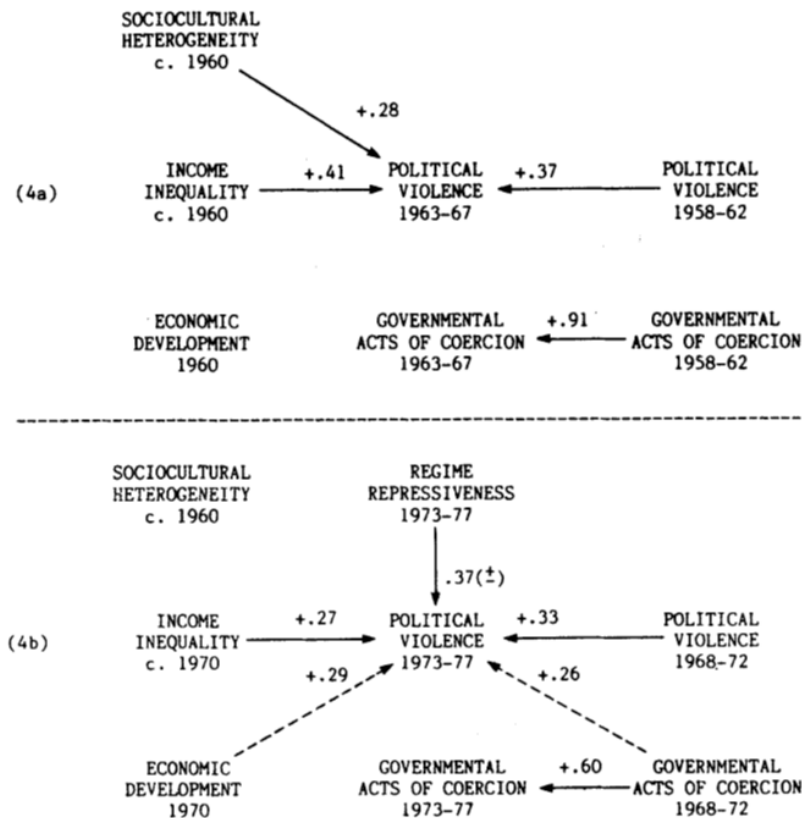 SOCIOCULTURAL
HETEROGENEITY
c. 1960
+.28
(4a)
INCOME
INEQUALITY
c. 1960
+.41
POLITICAL
VIOLENCE
1963-67
+.37
POLITICAL
VIOLENCE
1958-62
ECONOMIC
DEVELOPMENT
1960
GOVERNMENTAL
ACTS OF COERCION
1963-67
+.91
GOVERNMENTAL
ACTS OF COERCION
1958-62
SOCIOCULTURAL
HETEROGENEITY
c. 1960
REGIME
REPRESSIVENESS
1973-77
.37(±)
(4b)
INCOME
INEQUALITY
c. 1970
+.27
POLITICAL
VIOLENCE
1973-77
+.33
POLITICAL
VIOLENCE
1968-72
+.29
+.26
ECONOMIC
DEVELOPMENT
1970
GOVERNMENTAL
ACTS OF COERCION
1973-77
+.60
GOVERNMENTAL
ACTS OF COERCION
1968-72